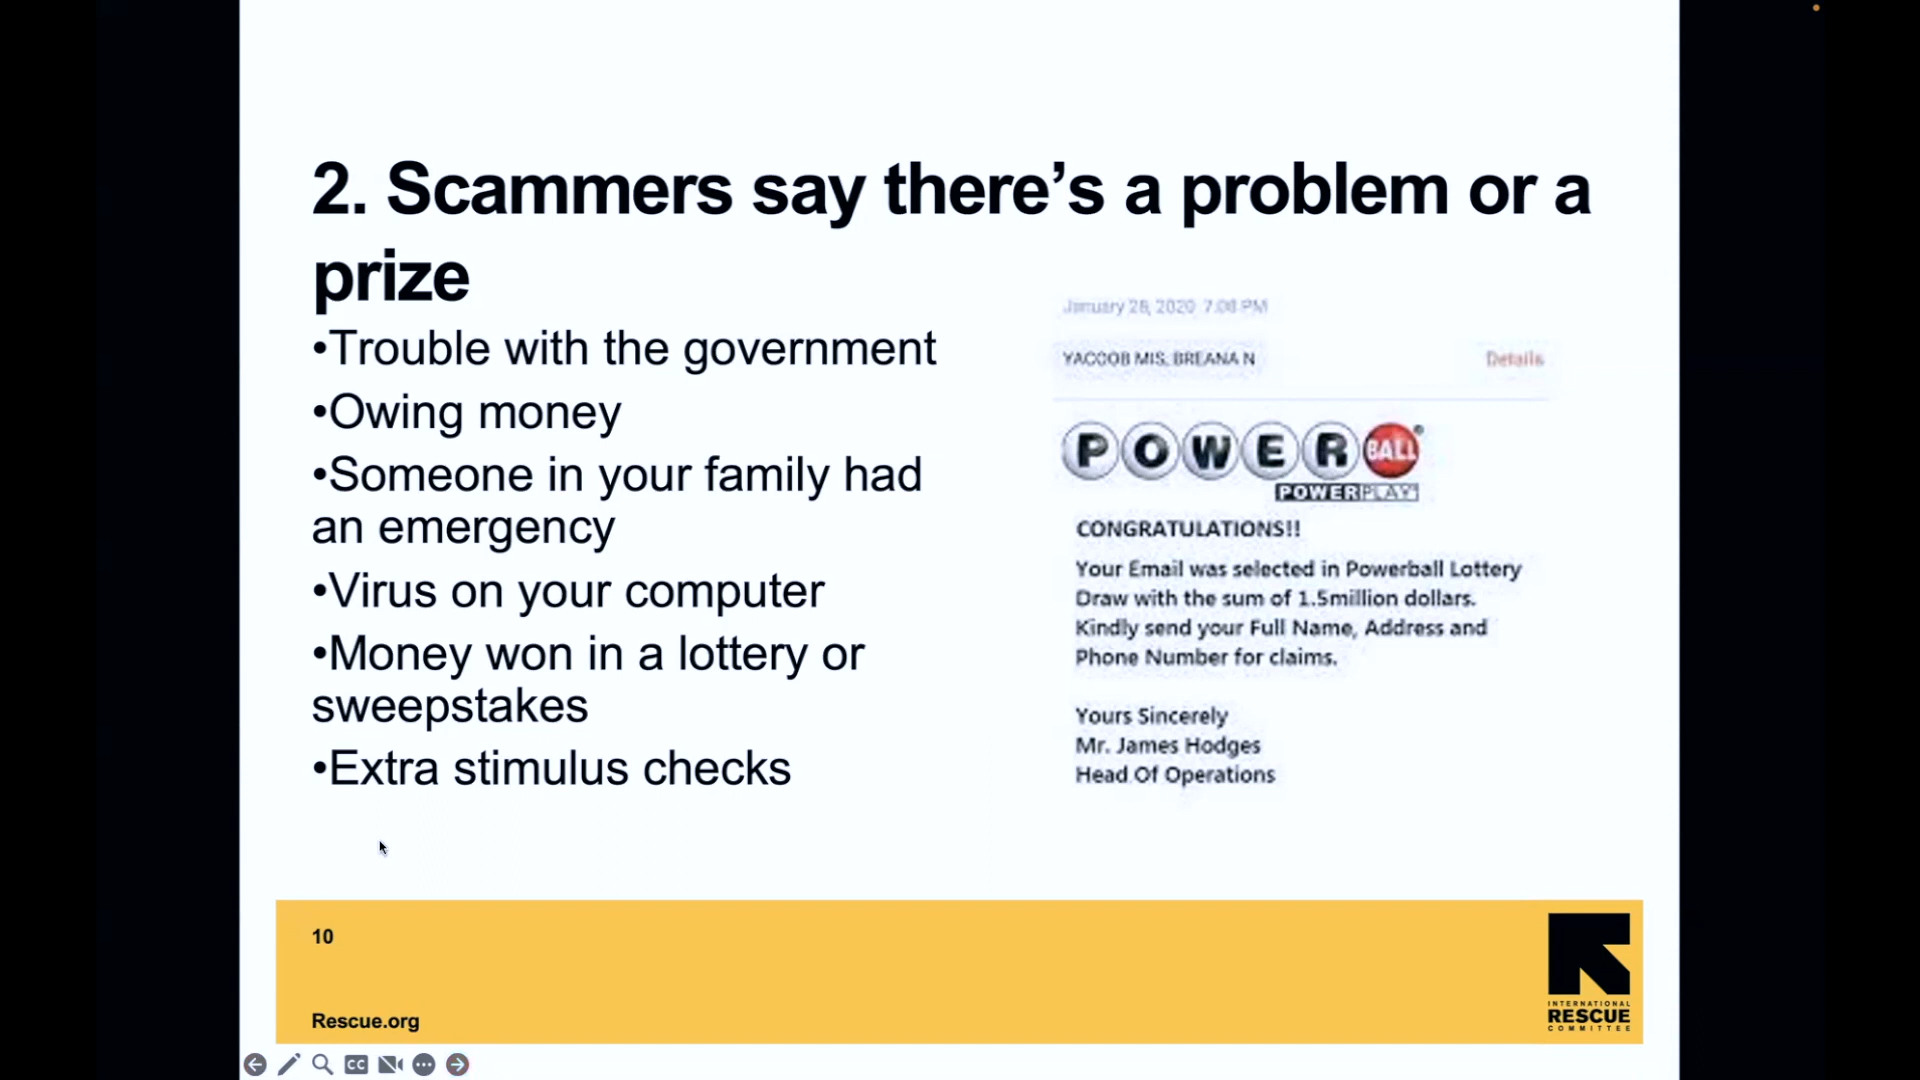 2. Scammers say there’s a problem or a
prize
•Trouble with the government
•Owing money
•Someone in your family had
an emergency
•Virus on your computer
•Money won in a lottery or
sweepstakes
•Extra stimulus checks
January 28, 2020 7:08 PM
YACOOB MIS, BREANA N
Details
POWER BALL
POWERPLAY
CONGRATULATIONS!!
Your Email was selected in Powerball Lottery
Draw with the sum of 1.5million dollars.
Kindly send your Full Name, Address and
Phone Number for claims.
Yours Sincerely
Mr. James Hodges
Head Of Operations
10
Rescue.org
INTERNATIONAL
RESCUE
COMMITTEE
CC